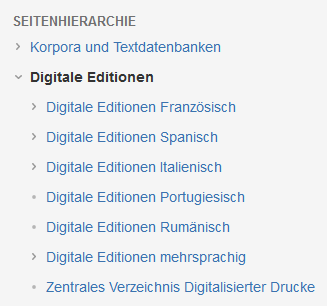 SEITENHIERARCHIE
Korpora und Textdatenbanken
Digitale Editionen
Digitale Editionen Französisch
Digitale Editionen Spanisch
Digitale Editionen Italienisch
Digitale Editionen Portugiesisch
Digitale Editionen Rumänisch
Digitale Editionen mehrsprachig
Zentrales Verzeichnis Digitalisierter Drucke